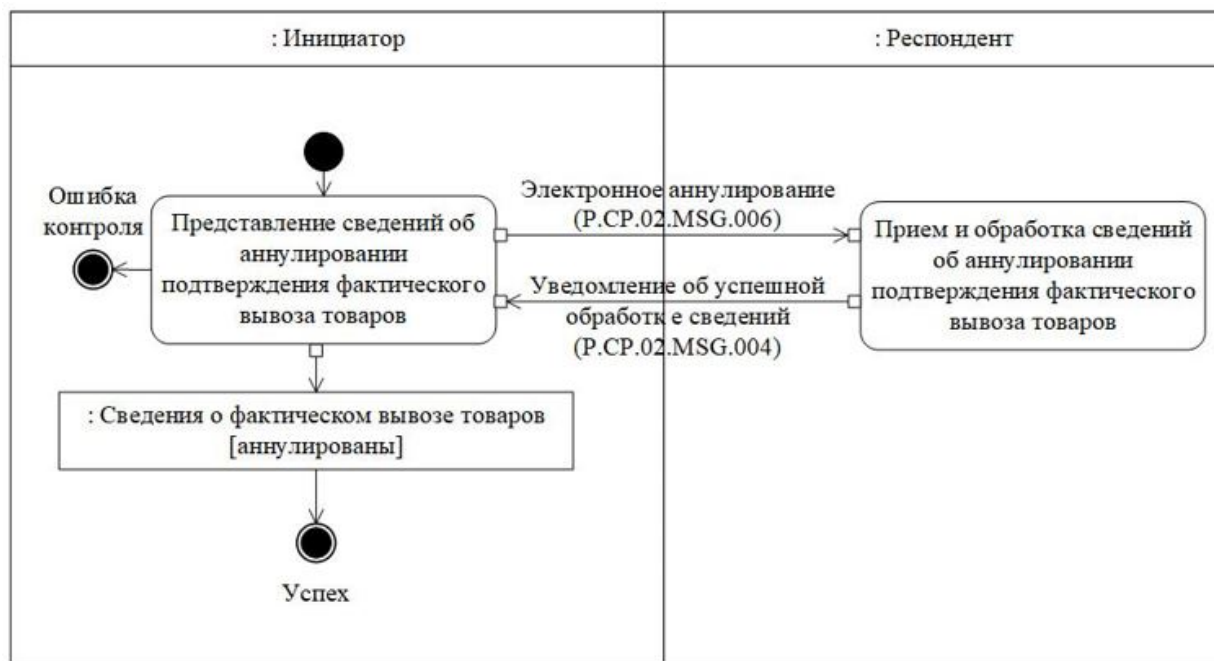 : Инициатор
: Респондент
Ошибка
контроля
Представление сведений об
аннулировании
подтверждения фактического
вывоза товаров
Электронное аннулирование
(P.CP.02.MSG.006)
Уведомление об успешной
обработк е сведений
(P.CP.02.MSG.004)
Прием и обработка сведений
об аннулировании
подтверждения фактического
вывоза товаров
: Сведения о фактическом вывозе товаров
[аннулированы]
Успех